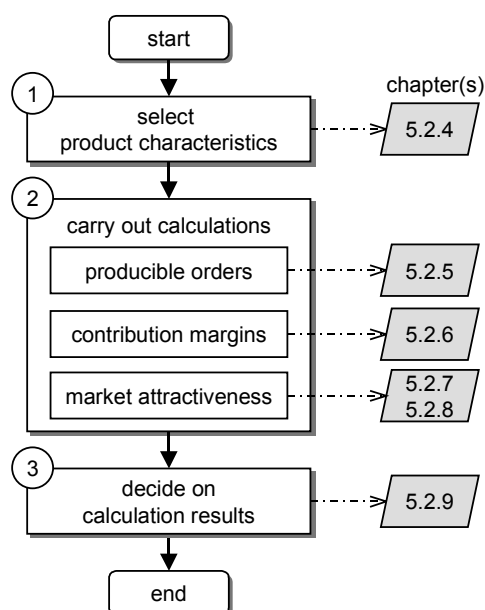 start
chapter(s)
1
select
product characteristics
5.2.4
2
carry out calculations
producible orders
5.2.5
contribution margins
5.2.6
market attractiveness
5.2.7
5.2.8
3
decide on
calculation results
5.2.9
end